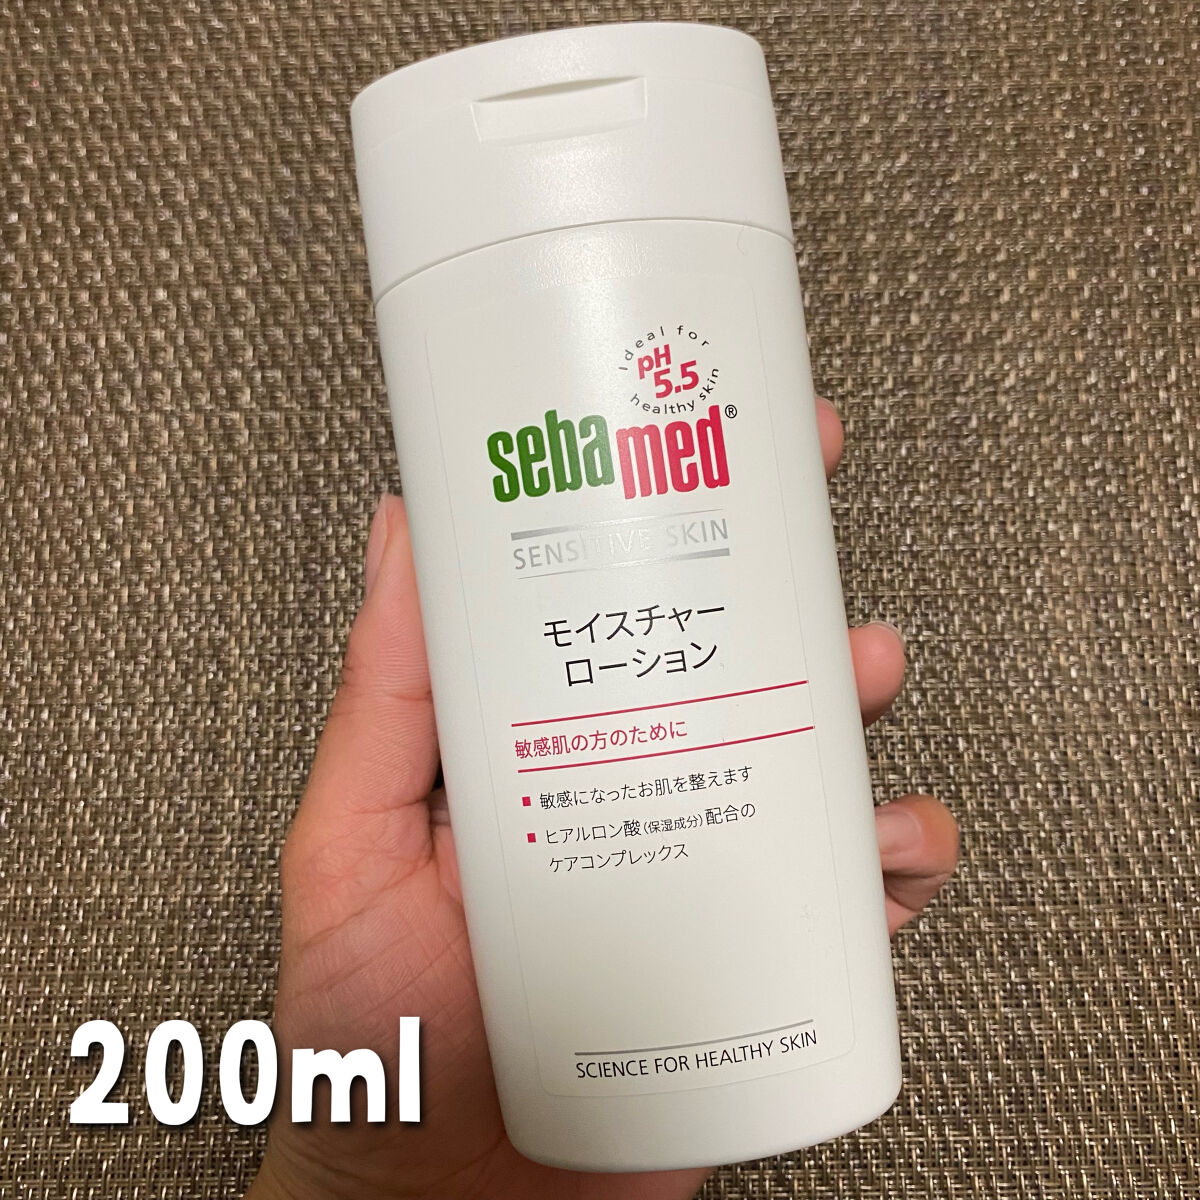 Ideal for
pH
5.5
healthy skin
sebamed®
SENSITIVE SKIN
モイスチャー
ローション
敏感肌の方のために
■ 敏感になったお肌を整えます
■ ヒアルロン酸（保湿成分）配合の
ケアコンプレックス
SCIENCE FOR HEALTHY SKIN
200ml